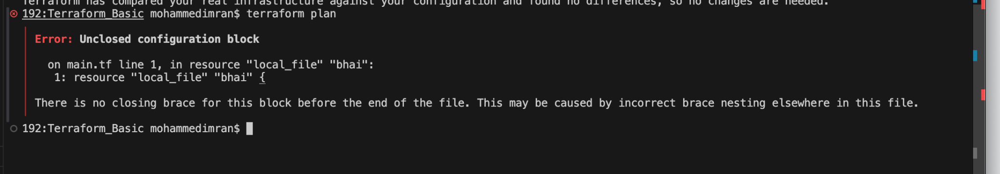 Terraform has compared your real infrastructure against your configuration and found no differences, so no changes are needed.
192:Terraform_Basic mohammedimran$ terraform plan
Error: Unclosed configuration block
on main.tf line 1, in resource "local_file" "bhai":
1: resource "local_file" "bhai" {
There is no closing brace for this block before the end of the file. This may be caused by incorrect brace nesting elsewhere in this file.
192:Terraform_Basic mohammedimran$